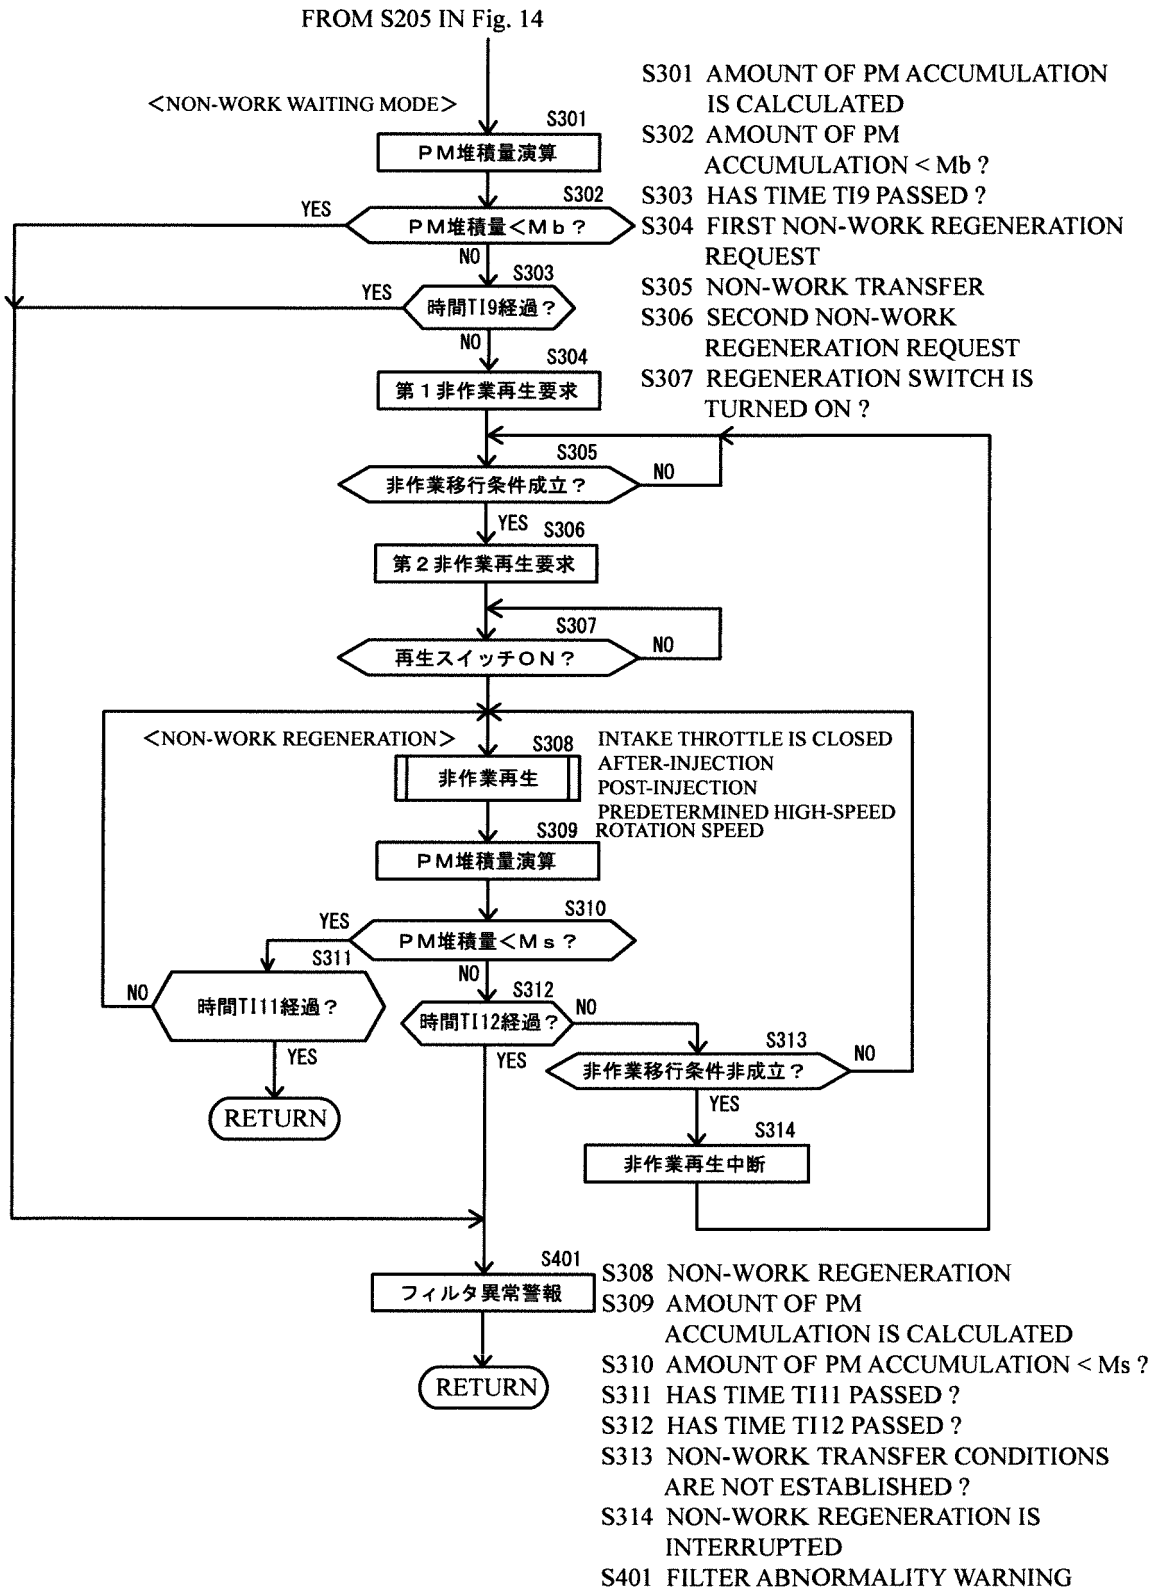 FROM S205 IN Fig. 14
<NON-WORK WAITING MODE>
S301
PM堆積量演算
S302
YES
PM堆積量<Mb?
NO
S303
YES
時間TI9経過?
NO
S304
第1非作業再生要求
S305
非作業移行条件成立?
NO
YES
S306
第2非作業再生要求
S307
再生スイッチON?
NO
<NON-WORK REGENERATION>
S308
非作業再生
INTAKE THROTTLE IS CLOSED
AFTER-INJECTION
POST-INJECTION
PREDETERMINED HIGH-SPEED
ROTATION SPEED
S309
PM堆積量演算
S310
YES
PM堆積量<Ms?
NO
S311
NO
時間TI11経過?
YES
RETURN
S312
時間TI12経過?
NO
YES
S313
非作業移行条件非成立?
NO
YES
S314
非作業再生中断
S401
フィルタ異常警報
RETURN
S301 AMOUNT OF PM ACCUMULATION
IS CALCULATED
S302 AMOUNT OF PM
ACCUMULATION < Mb ?
S303 HAS TIME TI9 PASSED ?
S304 FIRST NON-WORK REGENERATION
REQUEST
S305 NON-WORK TRANSFER
S306 SECOND NON-WORK
REGENERATION REQUEST
S307 REGENERATION SWITCH IS
TURNED ON ?
S308 NON-WORK REGENERATION
S309 AMOUNT OF PM
ACCUMULATION IS CALCULATED
S310 AMOUNT OF PM ACCUMULATION < Ms ?
S311 HAS TIME TI11 PASSED ?
S312 HAS TIME TI12 PASSED ?
S313 NON-WORK TRANSFER CONDITIONS
ARE NOT ESTABLISHED ?
S314 NON-WORK REGENERATION IS
INTERRUPTED
S401 FILTER ABNORMALITY WARNING